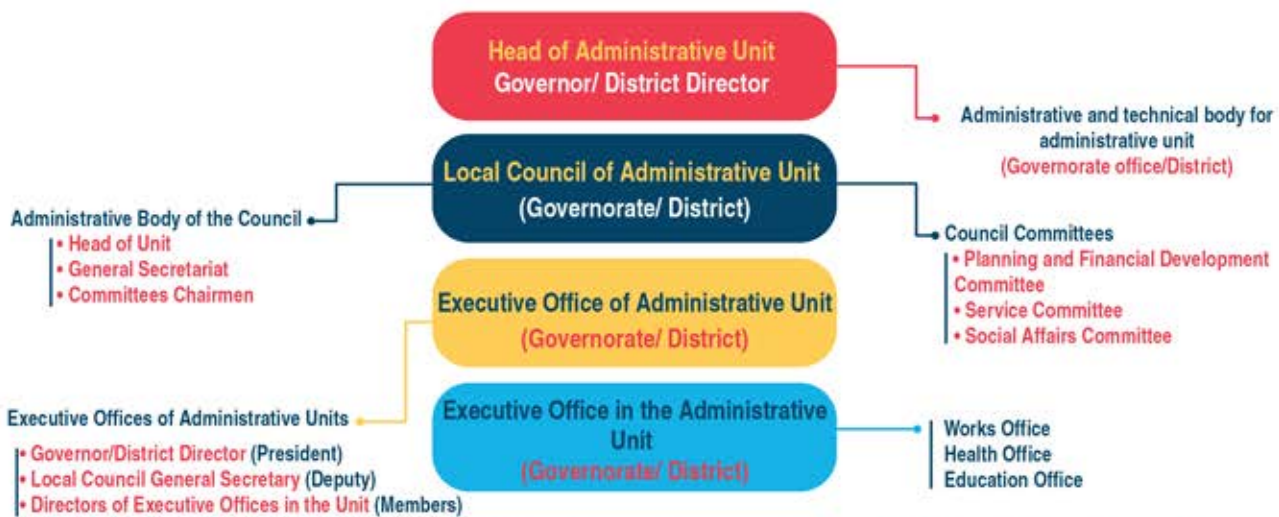 Head of Administrative Unit
Governor/ District Director
Administrative and technical body for
administrative unit
(Governorate office/District)
Local Council of Administrative Unit
(Governorate/ District)
Administrative Body of the Council
• Head of Unit
• General Secretariat
• Committees Chairmen
Council Committees
• Planning and Financial Development
Committee
• Service Committee
• Social Affairs Committee
Executive Office of Administrative Unit
(Governorate/ District)
Executive Offices of Administrative Units
• Governor/District Director (President)
• Local Council General Secretary (Deputy)
• Directors of Executive Offices in the Unit (Members)
Executive Office in the Administrative
Unit
(Governorate/ District)
Works Office
Health Office
Education Office